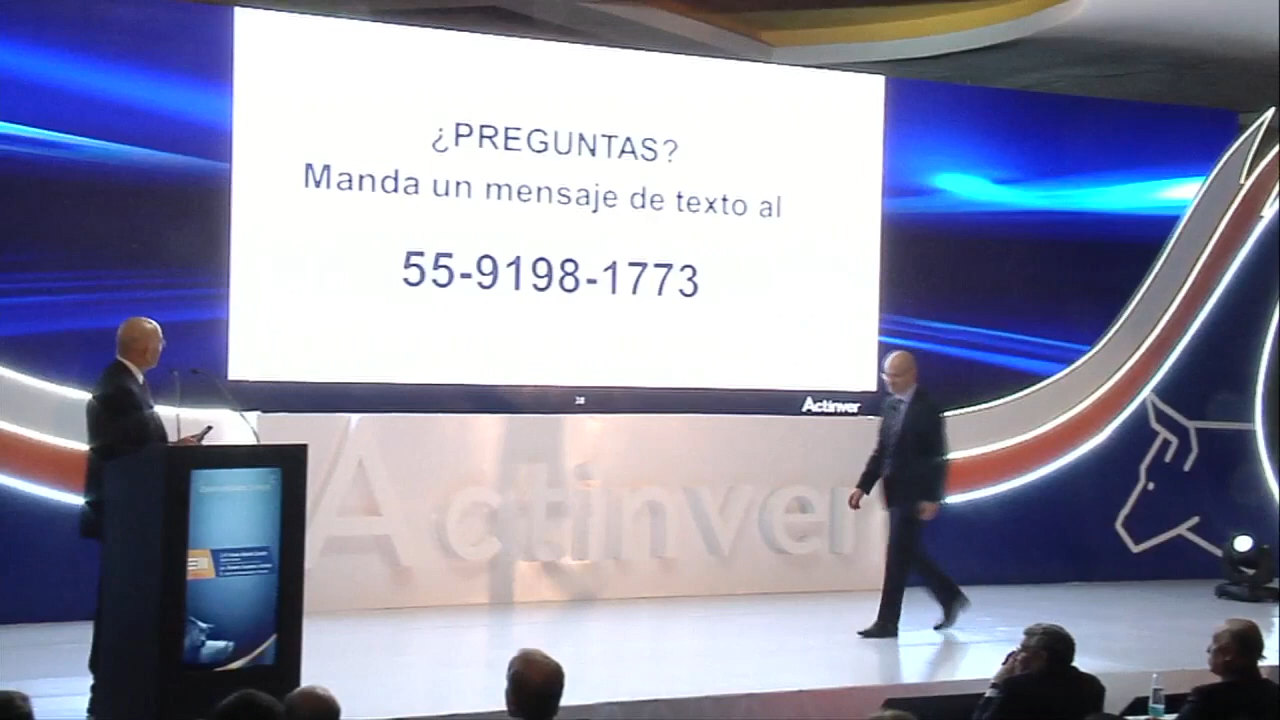 ¿PREGUNTAS?
Manda un mensaje de texto al
55-9198-1773
Actinver
Actinver